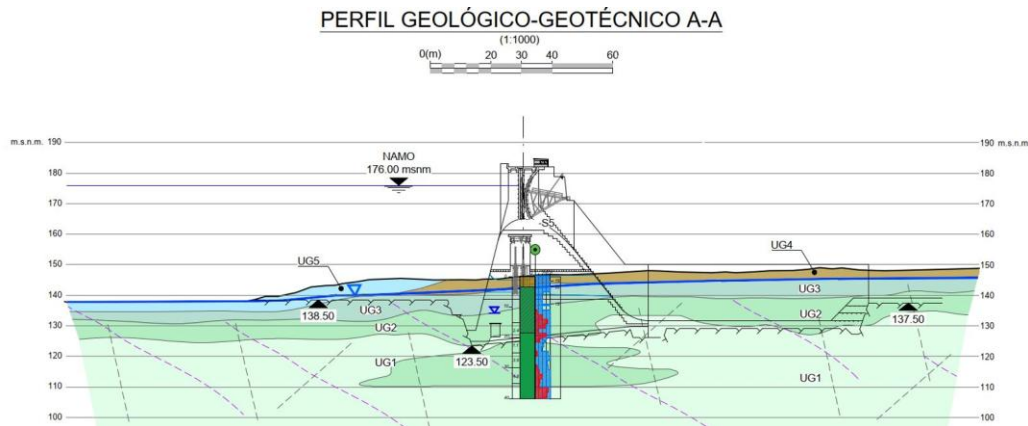 PERFIL GEOLÓGICO-GEOTÉCNICO A-A
(1:1000)
0(m) 20 30 40 60
m.s.n.m. 190
190 m.s.n.m
NAMO
176.00 msnm
180
180
170
170
S5
160
160
UG5
UG4
150
150
140
UG3
140
138.50
UG3
137.50
130
UG2
UG2
130
120
123.50
120
UG1
UG1
110
110
100
100